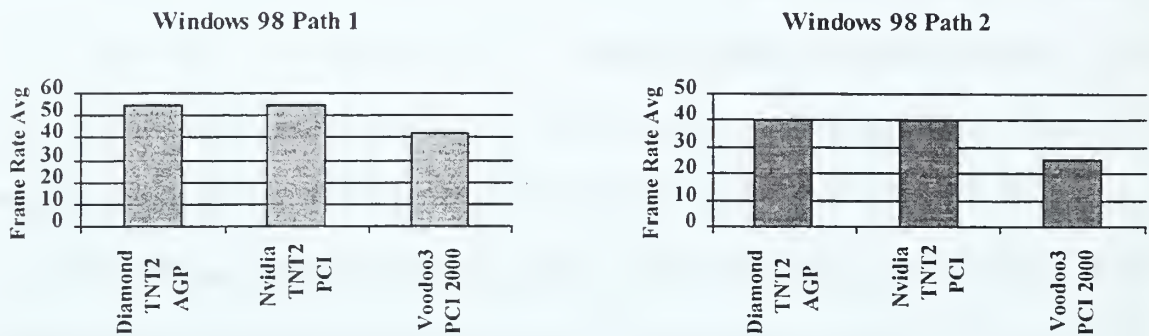 Windows 98 Path 1
Frame Rate Avg
60
50
40
30
20
10
0
Diamond
TNT2
AGP
Nvidia
TNT2
PCI
Voodoo3
PCI 2000
Windows 98 Path 2
Frame Rate Avg
50
40
30
20
10
0
Diamond
TNT2
AGP
Nvidia
TNT2
PCI
Voodoo3
PCI 2000